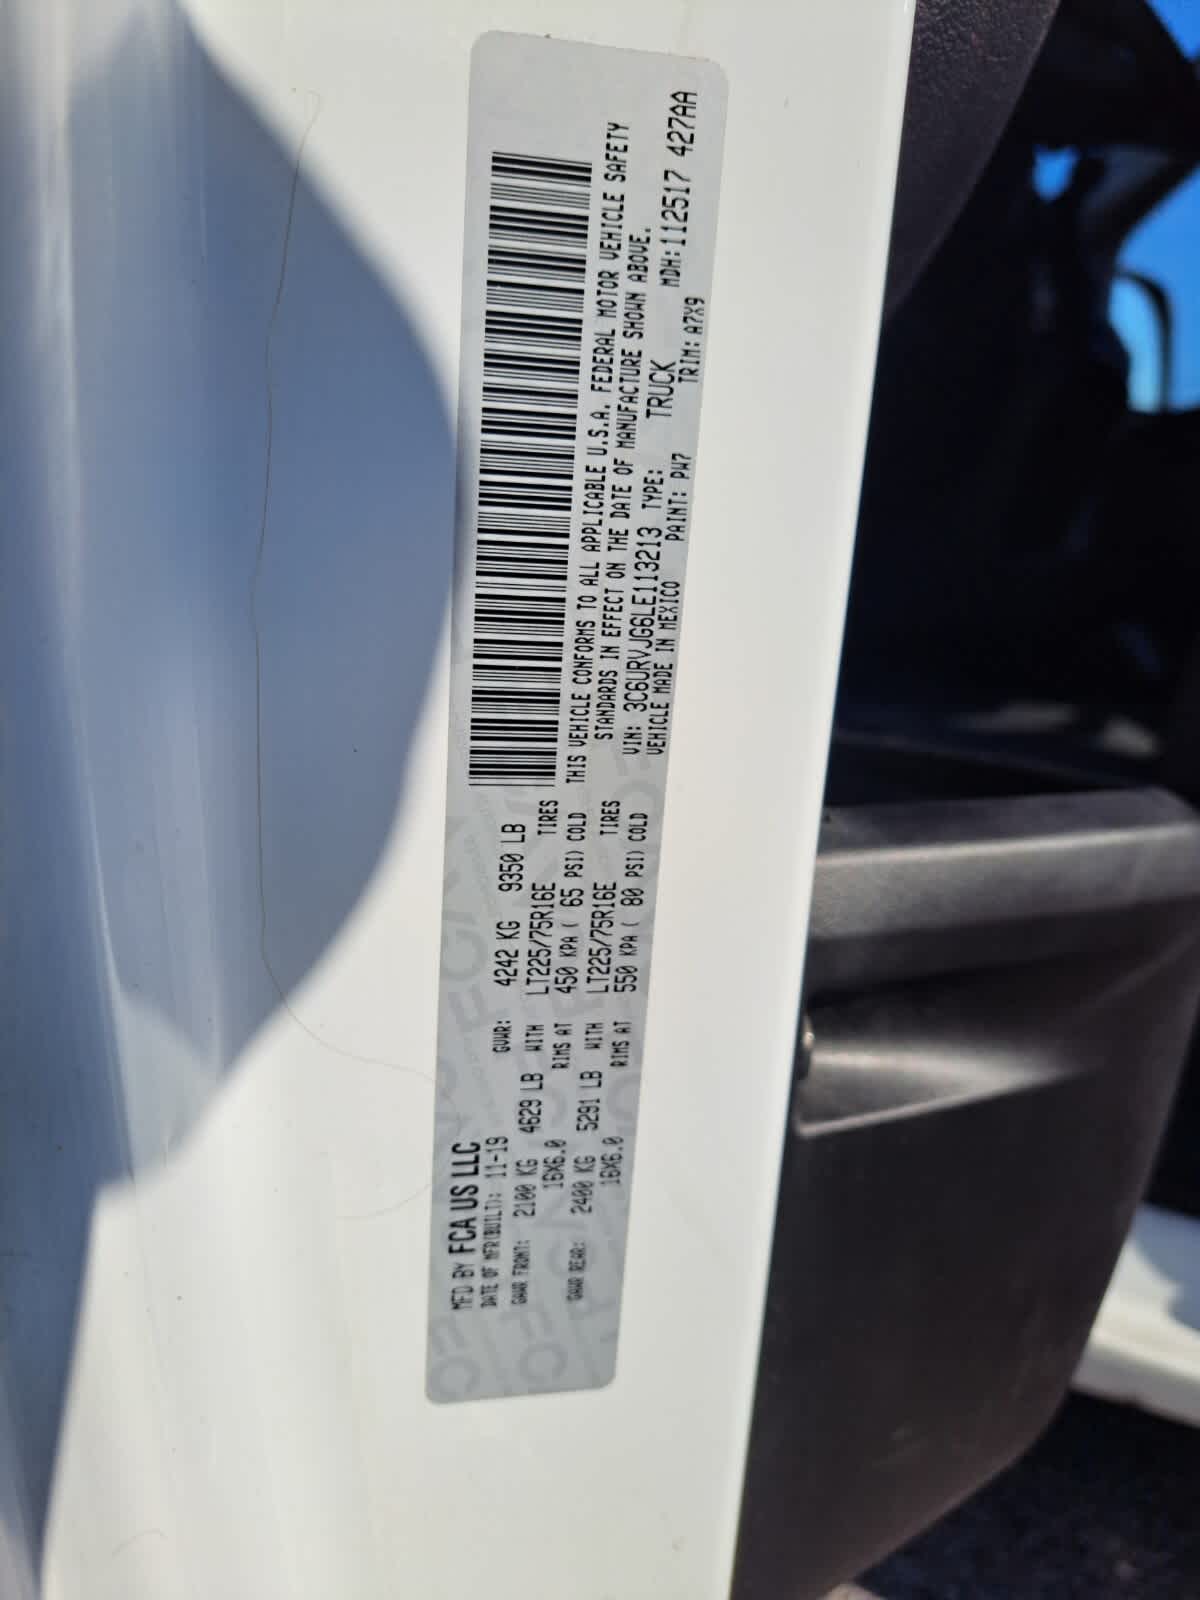 MFD BY FCA US LLC
DATE OF MFR(BUILT): 11-19 GVWR: 4242 KG 9350 LB
GAWR FRONT: 2100 KG 4629 LB WITH LT225/75R16E TIRES
16X6.0 RIMS AT 450 KPA ( 65 PSI) COLD
GAWR REAR: 2400 KG 5291 LB WITH LT225/75R16E TIRES
16X6.0 RIMS AT 550 KPA ( 80 PSI) COLD
THIS VEHICLE CONFORMS TO ALL APPLICABLE U.S.A. FEDERAL MOTOR VEHICLE SAFETY
STANDARDS IN EFFECT ON THE DATE OF MANUFACTURE SHOWN ABOVE.
VIN: 3C6URVJG6LE113213 TYPE: TRUCK MDH:112517 427AA
VEHICLE MADE IN MEXICO PAINT: PW7 TRIM: A7X9